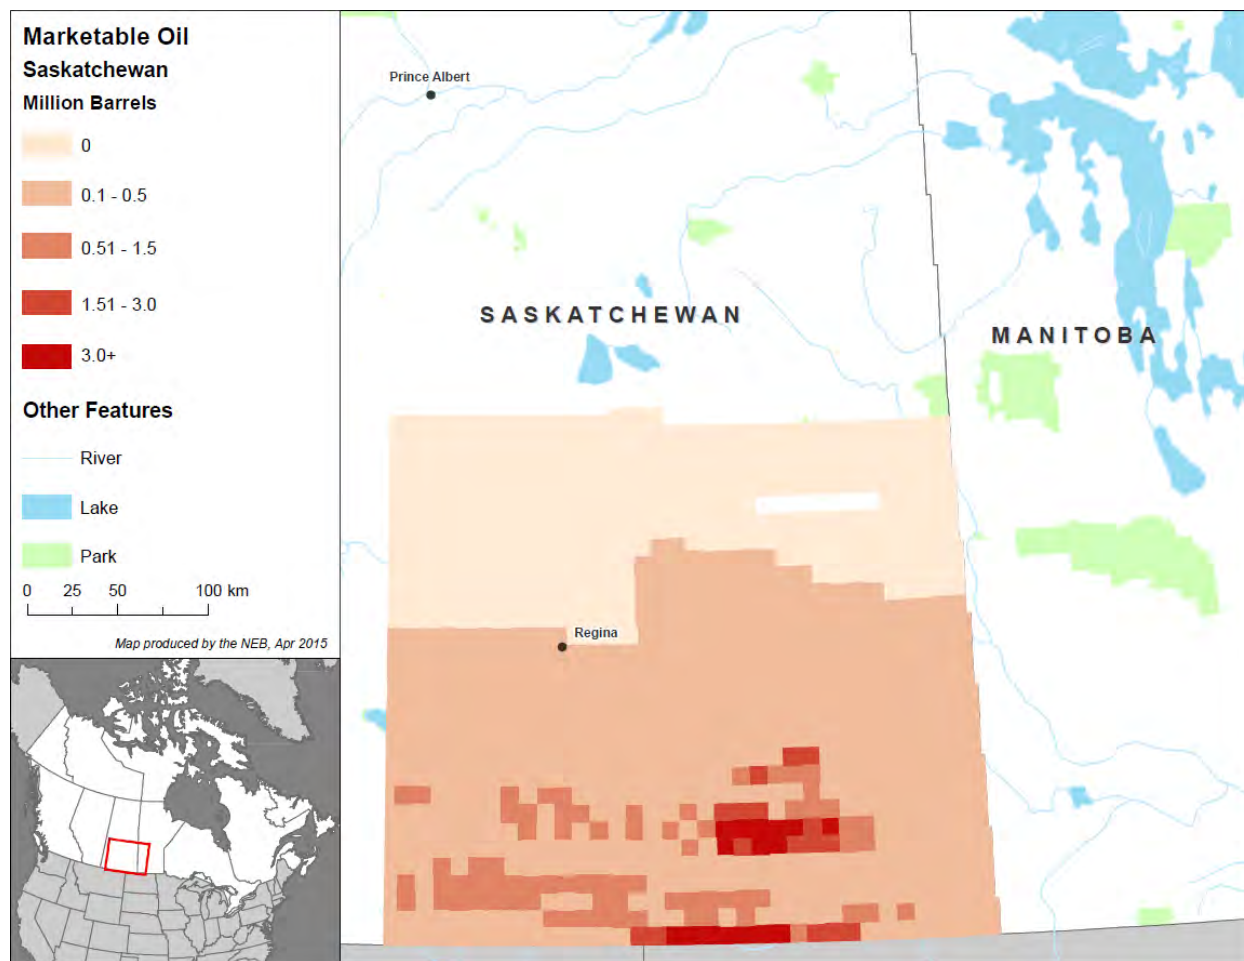 Marketable Oil
Saskatchewan
Million Barrels
0
0.1 - 0.5
0.51 - 1.5
1.51 - 3.0
3.0+
Other Features
River
Lake
Park
0 25 50 100 km
Map produced by the NEB, Apr 2015
Prince Albert
SASKATCHEWAN
MANITOBA
Regina